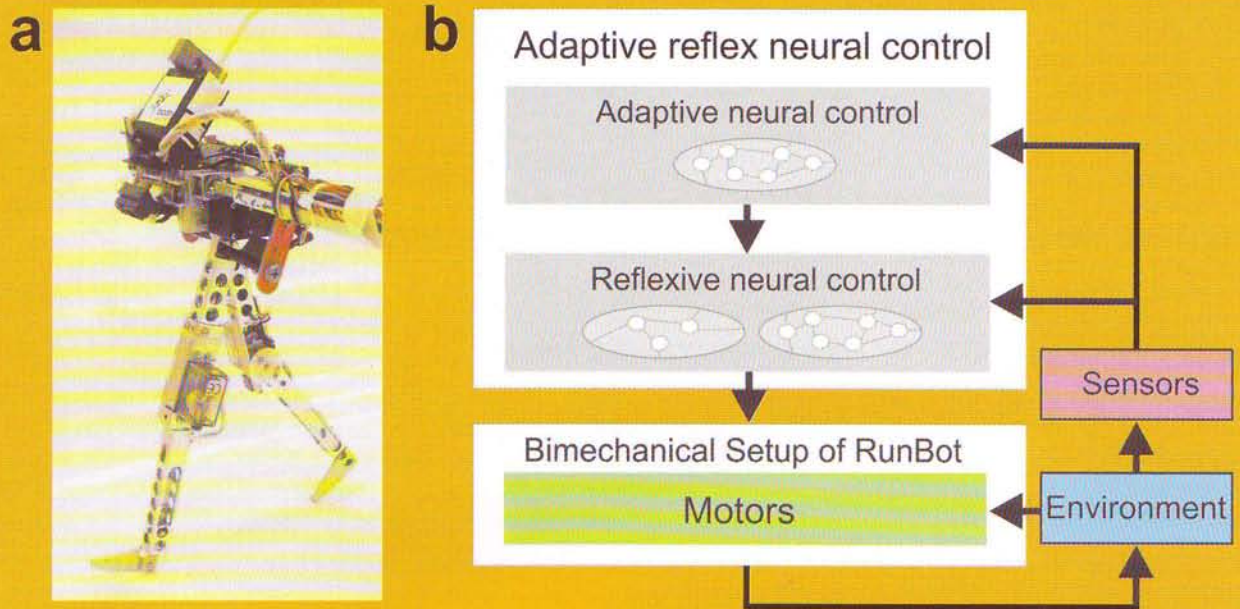 a
b
Adaptive reflex neural control
Adaptive neural control
Reflexive neural control
Sensors
Bimechanical Setup of RunBot
Motors
Environment